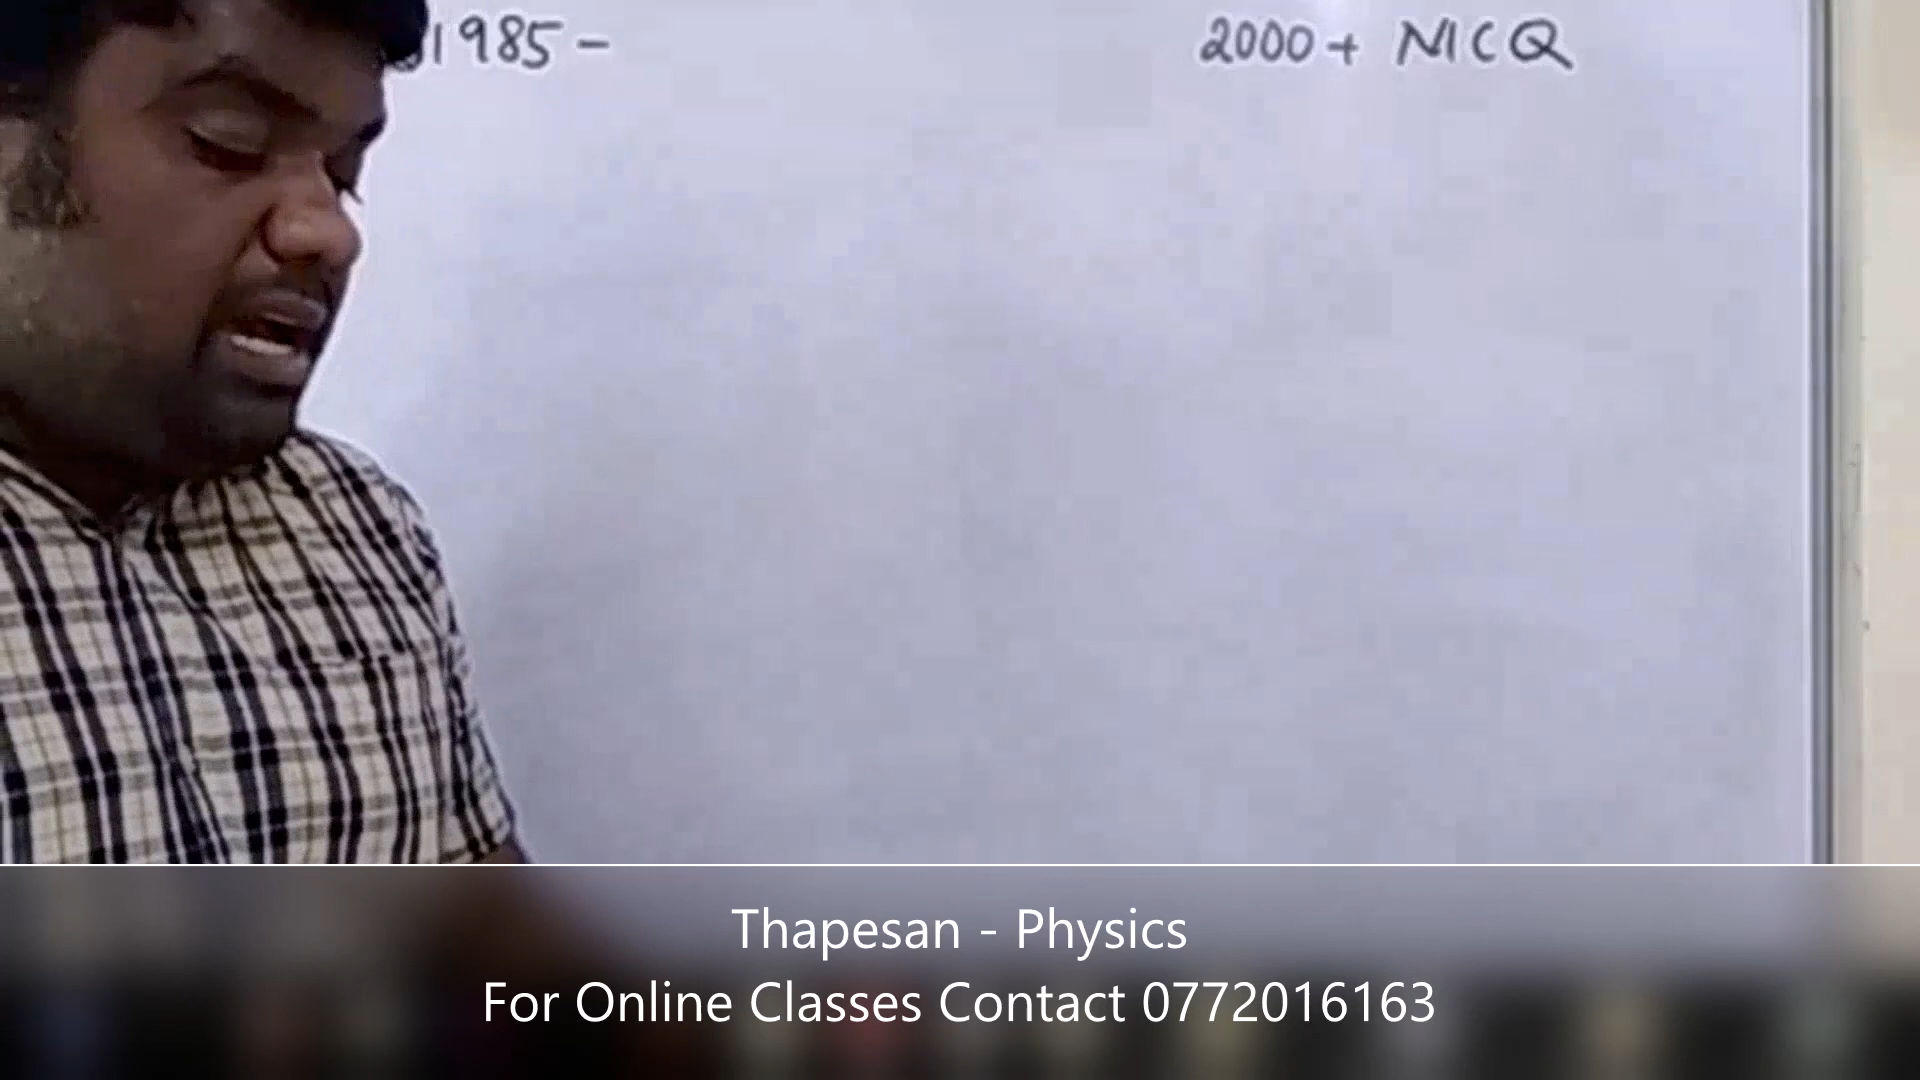 1985 -
2000+ MCQ
Thapesan - Physics
For Online Classes Contact 0772016163